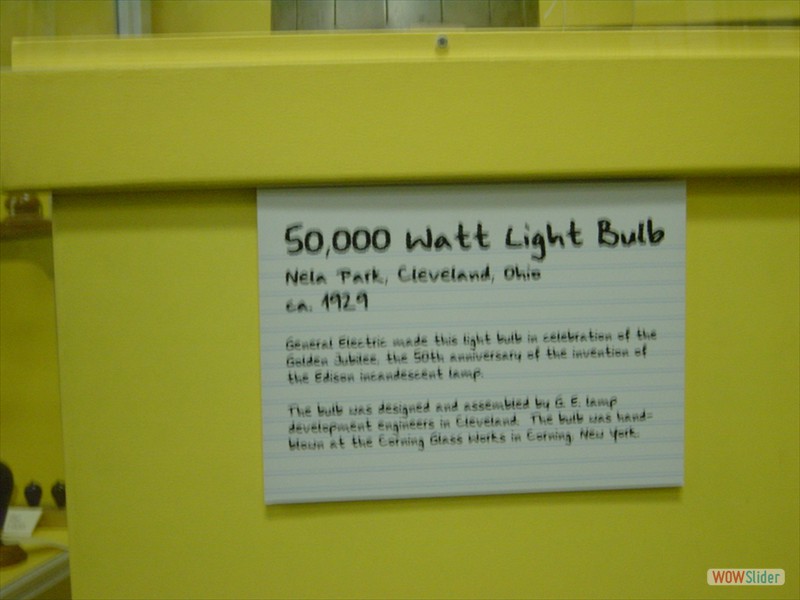 50,000 Watt Light Bulb
Nela Park, Cleveland, Ohio
ca. 1929
General Electric made this light bulb in celebration of the
Golden Jubilee, the 50th anniversary of the invention of
the Edison incandescent lamp.
The bulb was designed and assembled by G. E. lamp
development engineers in Cleveland. The bulb was hand-
blown at the Corning Glass Works in Corning, New York.
WOWSlider